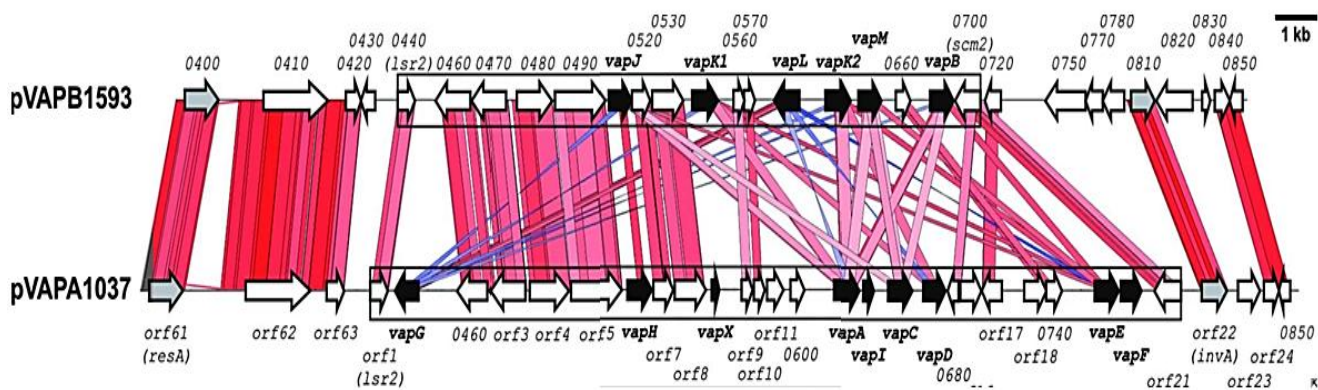 0530 0570 0700 0780 0830
0430 0440 0520 0560 vapM (scm2) 0770 0820 0840 1 kb
0400 0410 0420 (lsr2) 0460 0470 0480 0490 vapJ vapK1 vapL vapK2 0660 vapB 0720 0750 0810 0850
pVAPB1593
pVAPA1037
orf61 orf62 orf63 vapG 0460 orf3 orf4 orf5 vapH vapX orf11 vapA vapC orf17 0740 vapE orf22 orf24 0850
(resA) orf1 orf7 orf9 0600 vapI vapD orf18 vapF (invA) orf23
(lsr2) orf8 orf10 0680 orf21